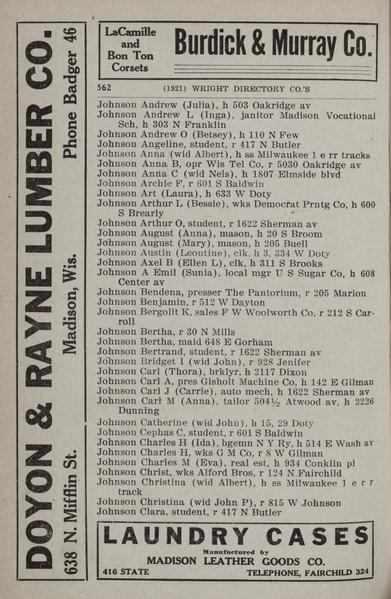 LaCamille
and
Bon Ton
Corsets
Burdick & Murray Co.
562 (1921) WRIGHT DIRECTORY CO.'S
Johnson Andrew (Julia), h 503 Oakridge av
Johnson Andrew L (Inga), janitor Madison Vocational
Sch, h 303 N Franklin
Johnson Andrew O (Betsey), h 110 N Few
Johnson Angeline, student, r 417 N Butler
Johnson Anna (wid Albert), h ss Milwaukee 1 e rr tracks
Johnson Anna B, opr Wis Tel Co, r 5030 Oakridge av
Johnson Anna C (wid Nels), h 1807 Elmside blvd
Johnson Archie F, r 601 S Baldwin
Johnson Art (Laura), h 633 W Doty
Johnson Arthur L (Bessie), wks Democrat Prntg Co, h 600
S Brearly
Johnson Arthur O, student, r 1622 Sherman av
Johnson August (Anna), mason, h 20 S Broom
Johnson August (Mary), mason, h 205 Buell
Johnson Austin (Leontine), clk, h 3, 334 W Doty
Johnson Axel B (Ellen L), clk, h 311 S Brooks
Johnson A Emil (Sunia), local mgr U S Sugar Co, h 608
Center av
Johnson Bendena, presser The Pantorium, r 205 Marion
Johnson Benjamin, r 512 W Dayton
Johnson Bergolit K, sales F W Woolworth Co, r 212 S Car-
roll
Johnson Bertha, r 30 N Mills
Johnson Bertha, maid 648 E Gorham
Johnson Bertrand, student, r 1622 Sherman av
Johnson Bridget I (wid John), r 928 Jenifer
Johnson Carl (Thora), brklyr, h 2117 Dixon
Johnson Carl A, pres Gisholt Machine Co, h 142 E Gilman
Johnson Carl J (Carrie), auto mech, h 1622 Sherman av
Johnson Carl M (Anna), tailor 504½ Atwood av, h 2226
Dunning
Johnson Catherine (wid John), h 15, 29 Doty
Johnson Cephas C, student, r 601 S Baldwin
Johnson Charles H (Ida), bgemn N Y Ry, h 514 E Wash av
Johnson Charles H, wks G M Co, r 8 W Gilman
Johnson Charles M (Eva), real est, h 934 Conklin pl
Johnson Christ, wks Alford Bros, r 124 N Fairchild
Johnson Christina (wid Albert), h ss Milwaukee 1 e r r
track
Johnson Christina (wid John P), r 815 W Johnson
Johnson Clara, student, r 417 N Butler
LAUNDRY CASES
Manufactured by
MADISON LEATHER GOODS CO.
416 STATE TELEPHONE, FAIRCHILD 324
DOYON & RAYNE LUMBER CO.
638 N. Mifflin St. Madison, Wis. Phone Badger 46